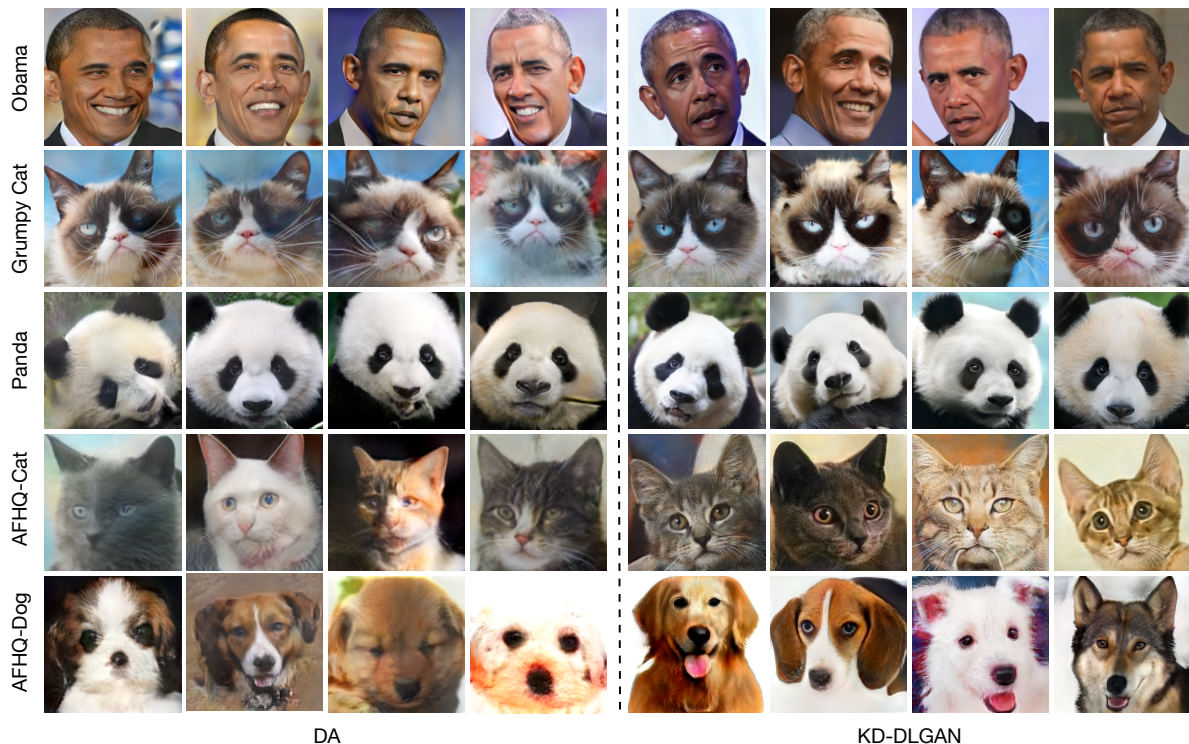 Obama
Grumpy Cat
Panda
AFHQ-Cat
AFHQ-Dog
DA
KD-DLGAN